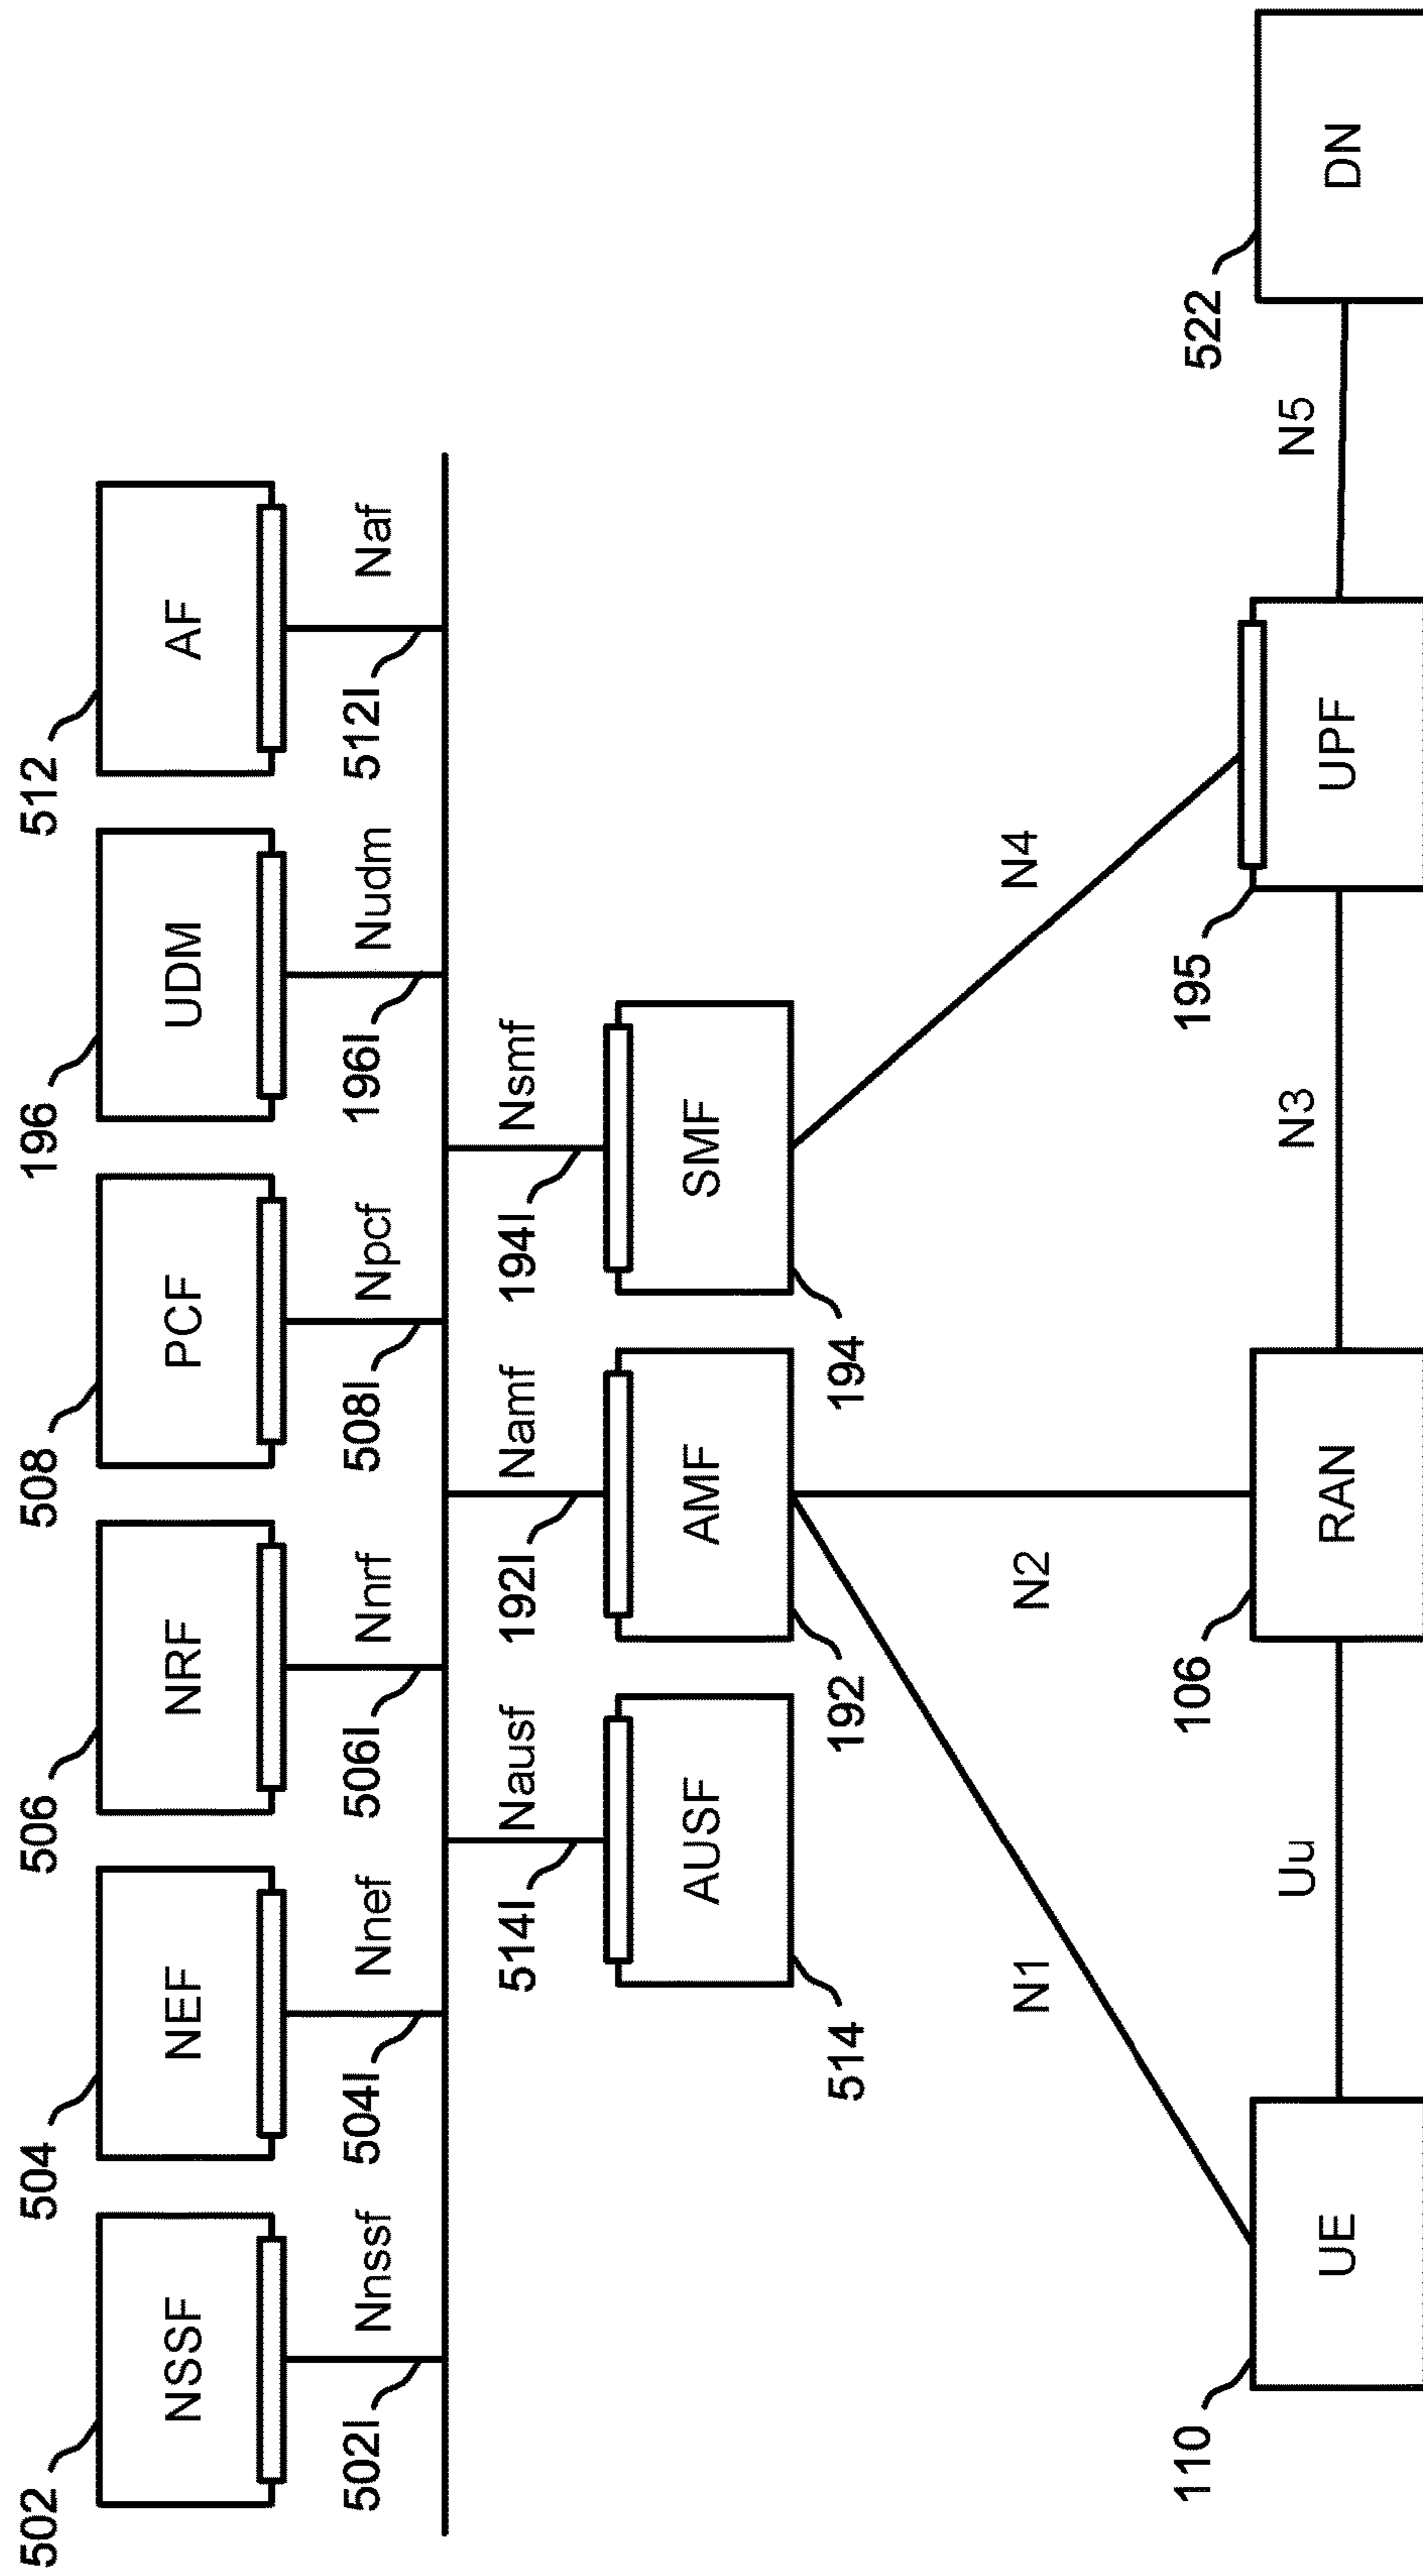 502
504
506
508
196
512
NSSF
NEF
NRF
PCF
UDM
AF
502I
Nnssf
504I
Nnef
506I
Nnrf
508I
Npcf
196I
Nudm
512I
Naf
514I
Nausf
192I
Namf
194I
Nsmf
AUSF
AMF
SMF
514
192
194
N1
N2
N4
110
106
195
522
Uu
N3
N5
UE
RAN
UPF
DN